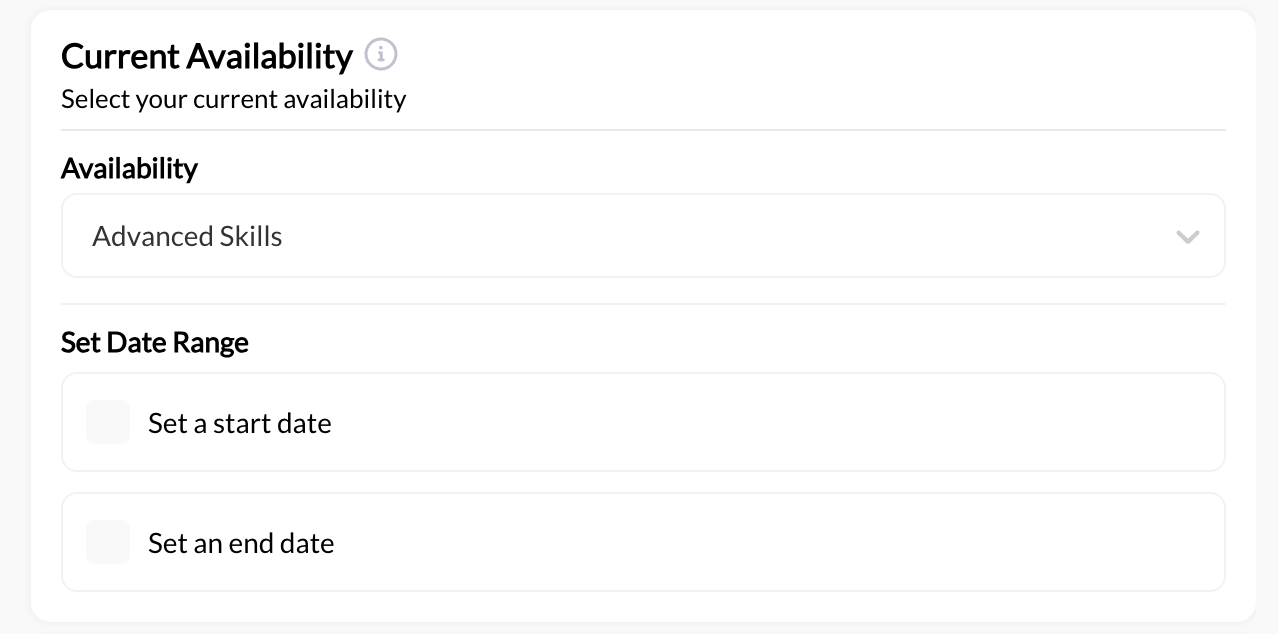 Current Availability
Select your current availability
Availability
Advanced Skills
Set Date Range
Set a start date
Set an end date